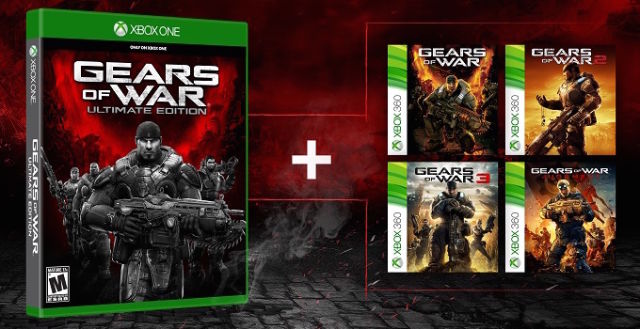 XBOX ONE
ONLY ON XBOX ONE
GEARS
OF WAR
ULTIMATE EDITION
XBOX ONE
GEARS OF WAR
ULTIMATE EDITION
MATURE 17+
M
ESRB
+
XBOX 360
GEARS
OF WAR
XBOX 360
GEARS
OF WAR 2
XBOX 360
GEARS
OF WAR 3
XBOX 360
GEARS OF WAR